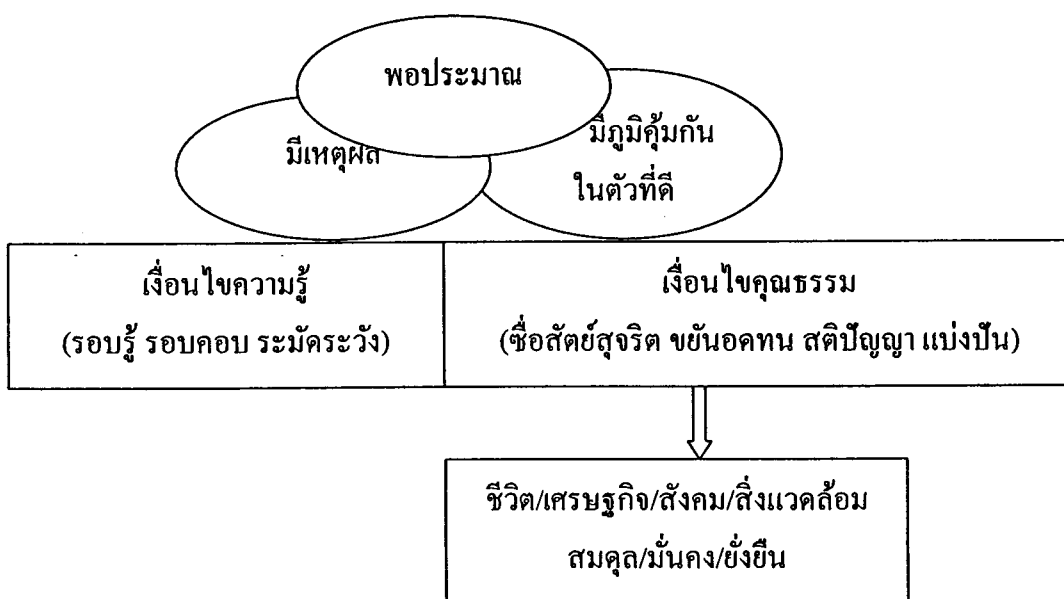 พอประมาณ
มีเหตุผล
มีภูมิคุ้มกัน
ในตัวที่ดี
เงื่อนไขความรู้
(รอบรู้ รอบคอบ ระมัดระวัง)
เงื่อนไขคุณธรรม
(ซื่อสัตย์สุจริต ขยันอดทน สติปัญญา แบ่งปัน)
ชีวิต/เศรษฐกิจ/สังคม/สิ่งแวดล้อม
สมดุล/มั่นคง/ยั่งยืน